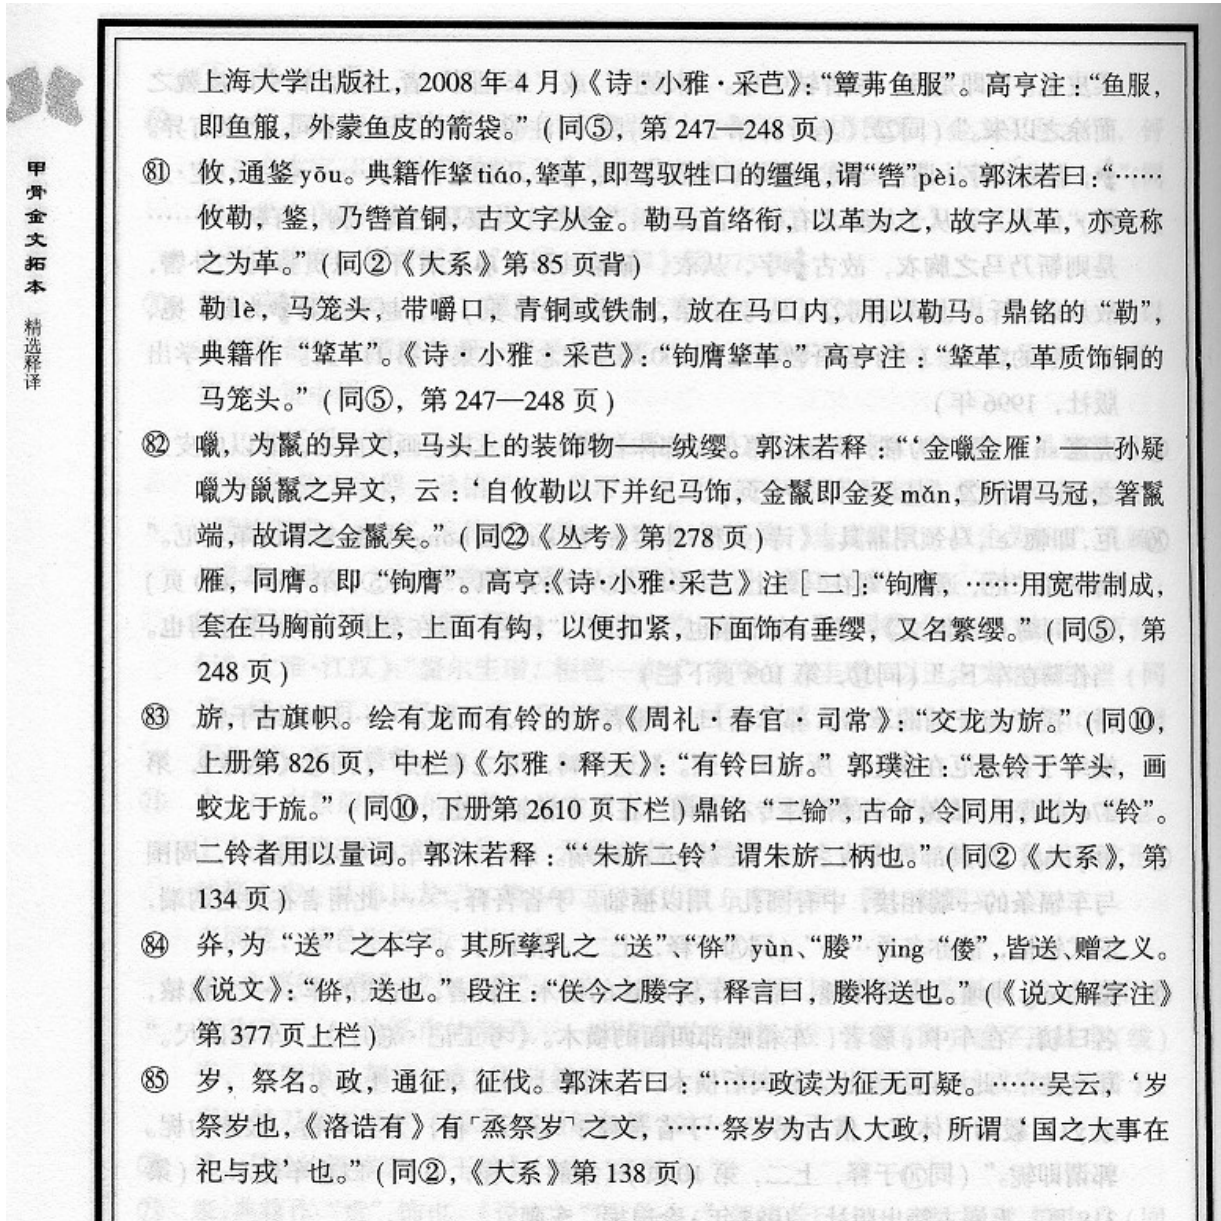 甲骨金文拓本
精选释译
上海大学出版社，2008年4月)《诗·小雅·采芑》：“簟茀鱼服”。高亨注：“鱼服，
即鱼箙，外蒙鱼皮的箭袋。”(同⑤，第247—248页)
㉛ 攸，通鋚yōu。典籍作鞗tiáo，鞗革，即驾驭牲口的缰绳，谓“辔”pèi。郭沫若曰：……
攸勒，鋚，乃辔首铜，古文字从金。勒马首络衔，以革为之，故字从革，亦竟称
之为革。”(同②《大系》第85页背)
勒lè，马笼头，带嚼口，青铜或铁制，放在马口内，用以勒马。鼎铭的“勒”，
典籍作“鞗革”。《诗·小雅·采芑》：“钩膺鞗革。”高亨注：“鞗革，革质饰铜的
马笼头。”(同⑤，第247—248页)
，为鬣的异文，马头上的装饰物——绒缨。郭沫若释：“‘金 金雁’——孙疑
为鬣之异文，云：‘自攸勒以下并纪马饰，金鬣即金 mǎn，所谓马冠，箸鬣
端，故谓之金鬣矣。”(同㉒《丛考》第278页)
雁，同膺。即“钩膺”。高亨：《诗·小雅·采艺》注［二］：“钩膺，……用宽带制成，
套在马胸前颈上，上面有钩，以便扣紧，下面饰有垂缨，又名繁缨。”(同⑤，第
248页)
旂，古旗帜。绘有龙而有铃的旂。《周礼·春官·司常》：“交龙为旂。”(同⑩，
上册第826页，中栏)《尔雅·释天》：“有铃曰旂。”郭璞注：“悬铃于竿头，画
蛟龙于旒。”(同⑩，下册第2610页下栏)鼎铭“二 ”，古命，令同用，此为“铃”。
二铃者用以量词。郭沫若释：“‘朱旂二铃’谓朱旂二柄也。”(同②《大系》，第
134页)
，为“送”之本字。其所孳乳之“送”、“㑞”yùn、“媵”yìng“偻”，皆送、赠之义。
《说文》：“㑞，送也。”段注：“㑞今之媵字，释言曰，媵将送也。”(《说文解字注》
第377页上栏)
岁，祭名。政，通征，征伐。郭沫若曰：“……政读为征无可疑。……吴云，‘岁
祭岁也，《洛诰有》有‘烝祭岁’之文，……祭岁为古人大政，所谓‘国之大事在
祀与戎’也。”(同②，《大系》第138页)